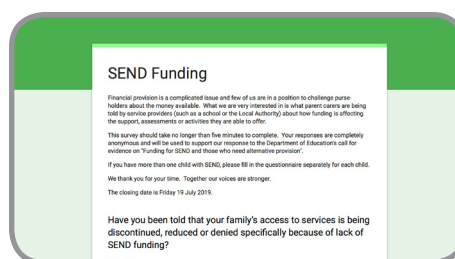 SEND Funding
Financial provision is a complicated issue and few of us are in a position to challenge purse-
holders about the money available.  What we are very interested in is what parent carers are being
told by service providers (such as a school or the Local Authority) about how funding is affecting
the support, assessments or activities they are able to offer.
This survey should take no longer than five minutes to complete.  Your responses are completely
anonymous and will be used to support our response to the Department of Education's call for
evidence on "Funding for SEND and those who need alternative provision".
If you have more than one child with SEND, please fill in the questionnaire separately for each child.
We thank you for your time.  Together our voices are stronger.
The closing date is Friday 19 July 2019.
Have you been told that your family's access to services is being
discontinued, reduced or denied specifically because of lack of
SEND funding?